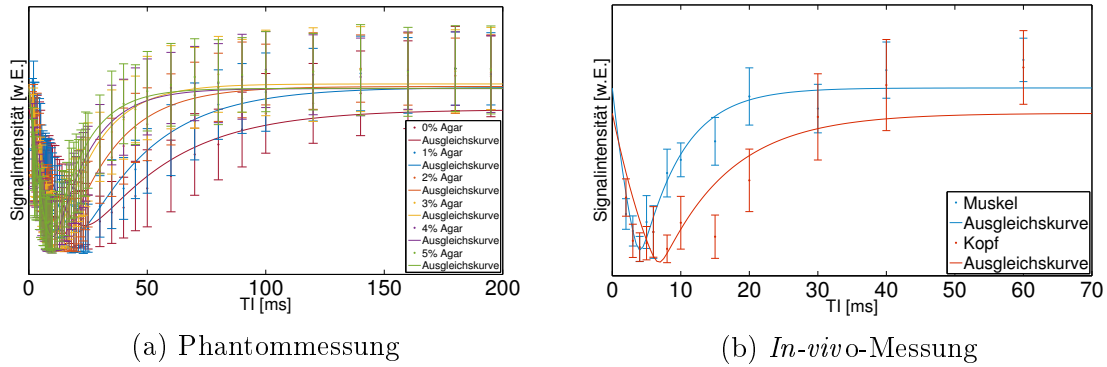 Signalintensität [w.E.]
0% Agar
Ausgleichskurve
1% Agar
Ausgleichskurve
2% Agar
Ausgleichskurve
3% Agar
Ausgleichskurve
4% Agar
Ausgleichskurve
5% Agar
Ausgleichskurve
0 50 100 150 200
TI [ms]
(a) Phantommessung
Signalintensität [w.E.]
Muskel
Ausgleichskurve
Kopf
Ausgleichskurve
0 10 20 30 40 50 60 70
TI [ms]
(b) In-vivo-Messung